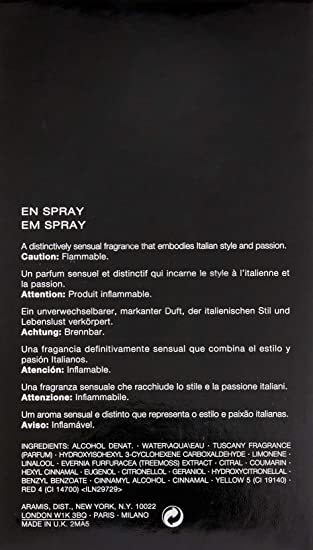 EN SPRAY
EM SPRAY
A distinctively sensual fragrance that embodies Italian style and passion.
Caution: Flammable.
Un parfum sensuel et distinctif qui incarne le style à l'italienne et
la passion.
Attention: Produit inflammable.
Ein unverwechselbarer, markanter Duft, der italienischen Stil und
Lebenslust verkörpert.
Achtung: Brennbar.
Una fragancia definitivamente sensual que combina el estilo y
pasión Italianos.
Atención: Inflamable.
Una fragranza sensuale che racchiude lo stile e la passione italiani.
Attenzione: Infiammabile.
Um aroma sensual e distinto que representa o estilo e paixão italianas.
Aviso: Inflamável.
INGREDIENTS: ALCOHOL DENAT. · WATER\AQUA\EAU · TUSCANY FRAGRANCE
(PARFUM) · HYDROXYISOHEXYL 3-CYCLOHEXENE CARBOXALDEHYDE · LIMONENE ·
LINALOOL · EVERNIA FURFURACEA (TREEMOSS) EXTRACT · CITRAL · COUMARIN ·
HEXYL CINNAMAL · EUGENOL · CITRONELLOL · GERANIOL · HYDROXYCITRONELLAL ·
BENZYL BENZOATE · CINNAMYL ALCOHOL · CINNAMAL · YELLOW 5 (CI 19140) ·
RED 4 (CI 14700) <ILN29729>
ARAMIS, DIST., NEW YORK, N.Y. 10022
LONDON W1K 3BQ · PARIS · MILANO
MADE IN U.K. 2MA5